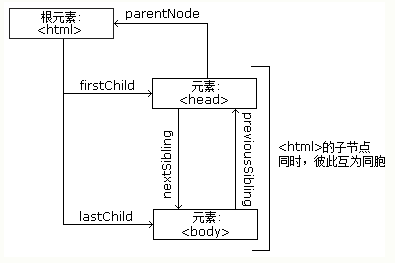 根元素:
<html>
parentNode
firstChild
元素:
<head>
nextSibling
previousSibling
<html>的子节点
同时，彼此互为同胞
lastChild
元素:
<body>